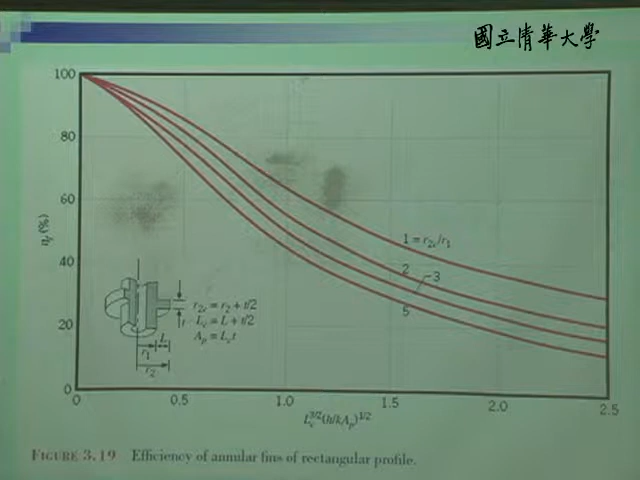 國立清華大學
100
80
60
40
20
0
η_f (%)
1 = r_2c/r_1
2
3
5
r_2c = r_2 + t/2
t
L_c = L + t/2
A_p = L_c t
L
r_1
r_2
0 0.5 1.0 1.5 2.0 2.5
L_c^3/2(h/kA_p)^1/2
FIGURE 3.19 Efficiency of annular fins of rectangular profile.